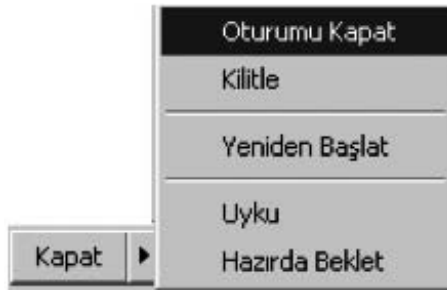 Oturumu Kapat
Kilitle
Yeniden Başlat
Uyku
Hazırda Beklet
Kapat